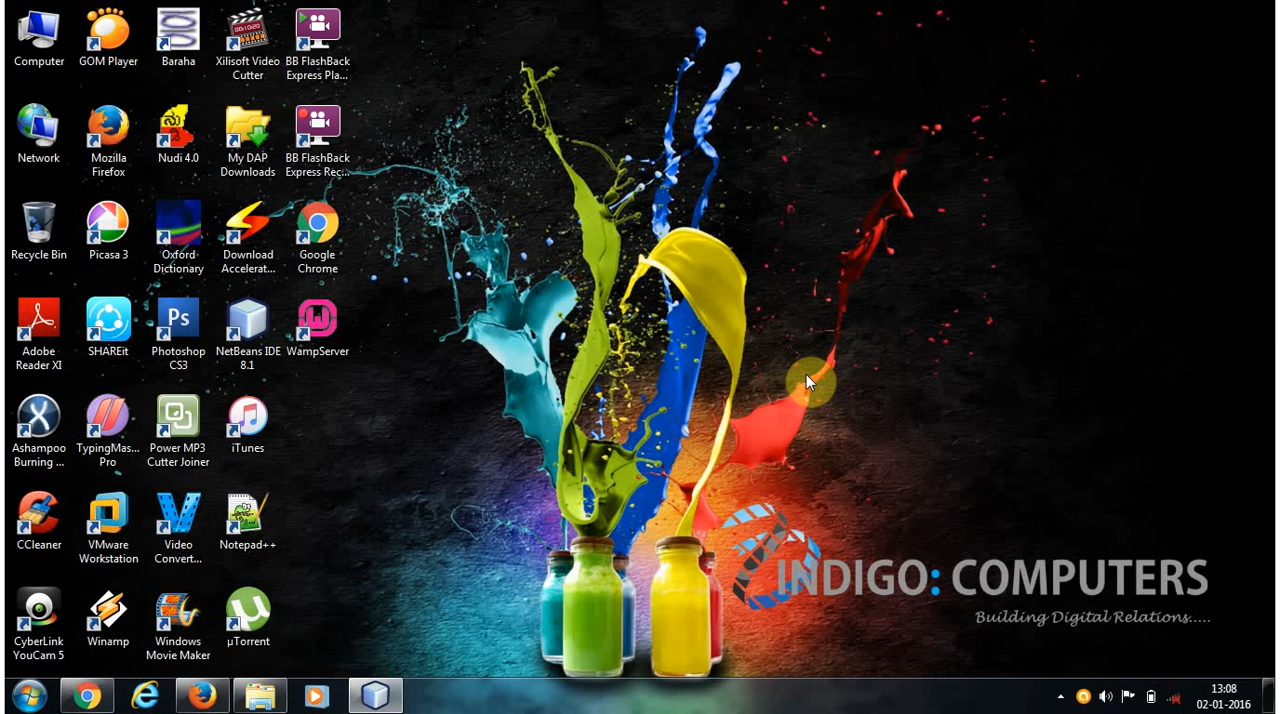 Computer
GOM Player
Baraha
Xilisoft Video
Cutter
BB FlashBack
Express Pla...
Network
Mozilla
Firefox
ನು
ಡಿ
Nudi 4.0
My DAP
Downloads
BB FlashBack
Express Rec...
Recycle Bin
Picasa 3
Oxford
Dictionary
Download
Accelerat...
Google
Chrome
Adobe
Reader XI
SHAREit
Ps
Photoshop
CS3
NetBeans IDE
8.1
WampServer
Ashampoo
Burning ...
TypingMas...
Pro
Power MP3
Cutter Joiner
iTunes
CCleaner
VMware
Workstation
Video
Convert...
Notepad++
CyberLink
YouCam 5
Winamp
Windows
Movie Maker
µTorrent
INDIGO: COMPUTERS
Building Digital Relations.....
13:08
02-01-2016